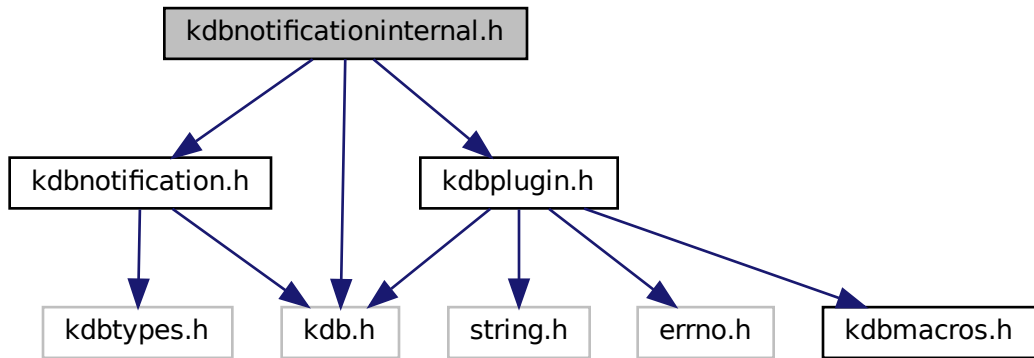 kdbnotificationinternal.h
kdbnotification.h
kdbplugin.h
kdbtypes.h
kdb.h
string.h
errno.h
kdbmacros.h